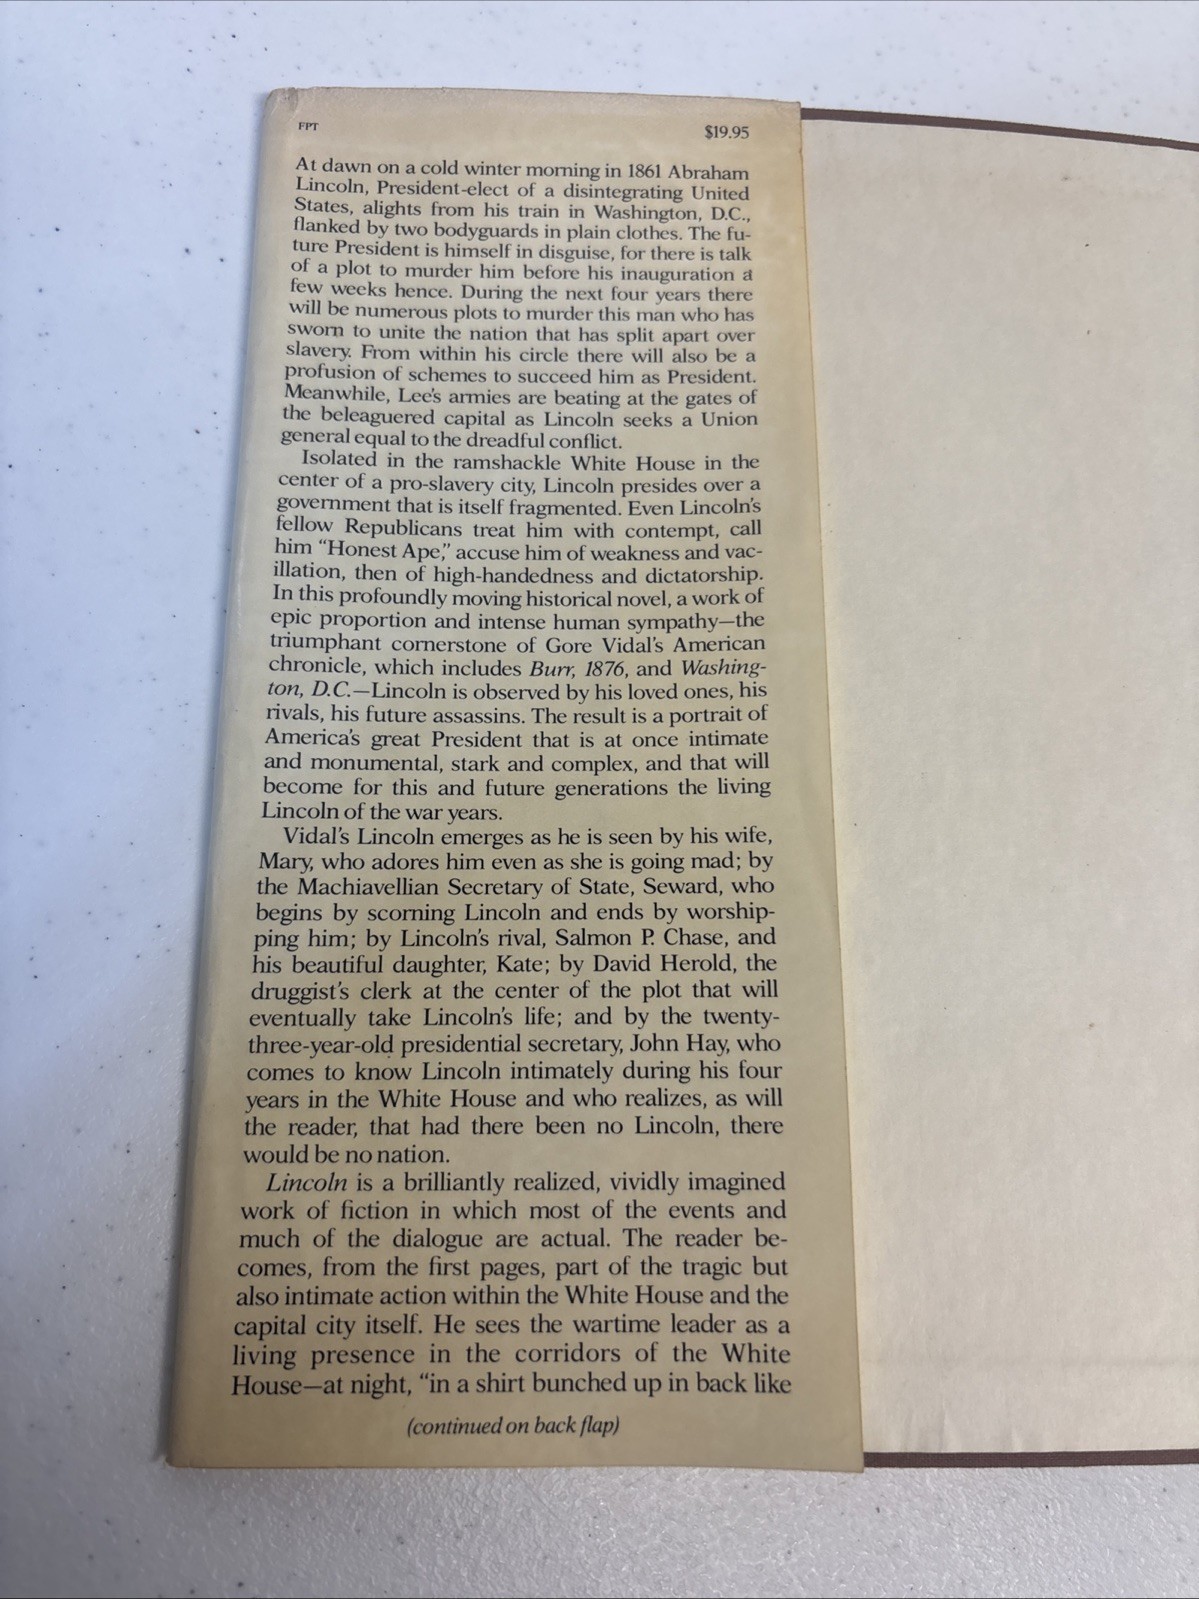 FPT
$19.95
At dawn on a cold winter morning in 1861 Abraham
Lincoln, President-elect of a disintegrating United
States, alights from his train in Washington, D.C.,
flanked by two bodyguards in plain clothes. The fu-
ture President is himself in disguise, for there is talk
of a plot to murder him before his inauguration a
few weeks hence. During the next four years there
will be numerous plots to murder this man who has
sworn to unite the nation that has split apart over
slavery. From within his circle there will also be a
profusion of schemes to succeed him as President.
Meanwhile, Lee's armies are beating at the gates of
the beleaguered capital as Lincoln seeks a Union
general equal to the dreadful conflict.
Isolated in the ramshackle White House in the
center of a pro-slavery city, Lincoln presides over a
government that is itself fragmented. Even Lincoln's
fellow Republicans treat him with contempt, call
him "Honest Ape," accuse him of weakness and vac-
illation, then of high-handedness and dictatorship.
In this profoundly moving historical novel, a work of
epic proportion and intense human sympathy—the
triumphant cornerstone of Gore Vidal's American
chronicle, which includes Burr, 1876, and Washing-
ton, D.C.—Lincoln is observed by his loved ones, his
rivals, his future assassins. The result is a portrait of
America's great President that is at once intimate
and monumental, stark and complex, and that will
become for this and future generations the living
Lincoln of the war years.
Vidal's Lincoln emerges as he is seen by his wife,
Mary, who adores him even as she is going mad; by
the Machiavellian Secretary of State, Seward, who
begins by scorning Lincoln and ends by worship-
ping him; by Lincoln's rival, Salmon P. Chase, and
his beautiful daughter, Kate; by David Herold, the
druggist's clerk at the center of the plot that will
eventually take Lincoln's life; and by the twenty-
three-year-old presidential secretary, John Hay, who
comes to know Lincoln intimately during his four
years in the White House and who realizes, as will
the reader, that had there been no Lincoln, there
would be no nation.
Lincoln is a brilliantly realized, vividly imagined
work of fiction in which most of the events and
much of the dialogue are actual. The reader be-
comes, from the first pages, part of the tragic but
also intimate action within the White House and the
capital city itself. He sees the wartime leader as a
living presence in the corridors of the White
House—at night, "in a shirt bunched up in back like
(continued on back flap)